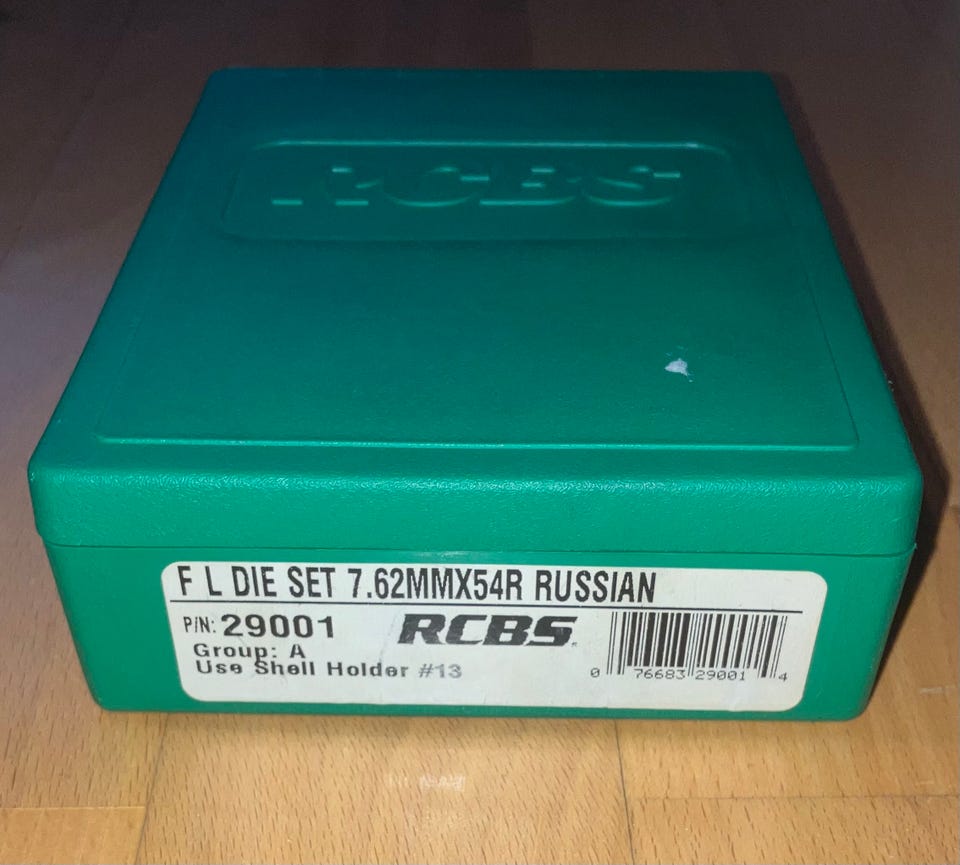 RCBS
F L DIE SET 7.62MMX54R RUSSIAN
P/N: 29001
RCBS.
Group: A
Use Shell Holder #13
0 76683 29001 4